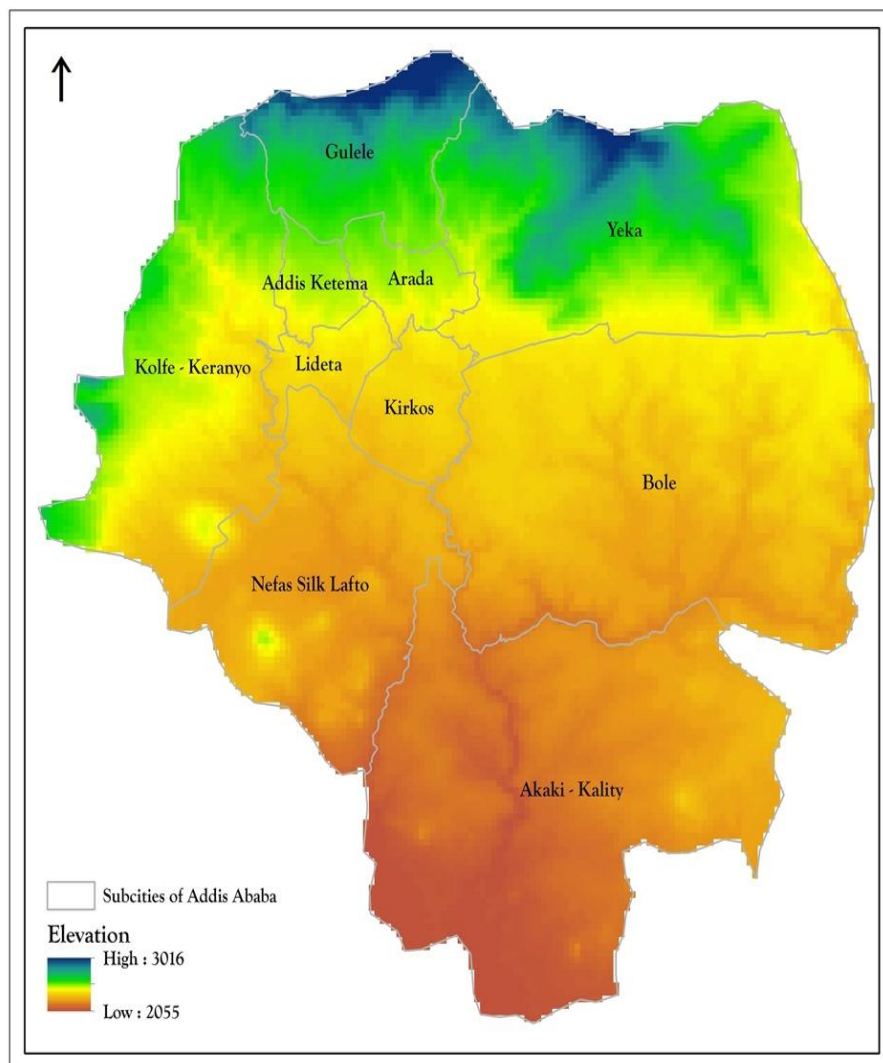 Gulele
Yeka
Addis Ketema
Arada
Kolfe - Keranyo
Lideta
Kirkos
Bole
Nefas Silk Lafto
Akaki - Kality
Subcities of Addis Ababa
Elevation
High : 3016
Low : 2055